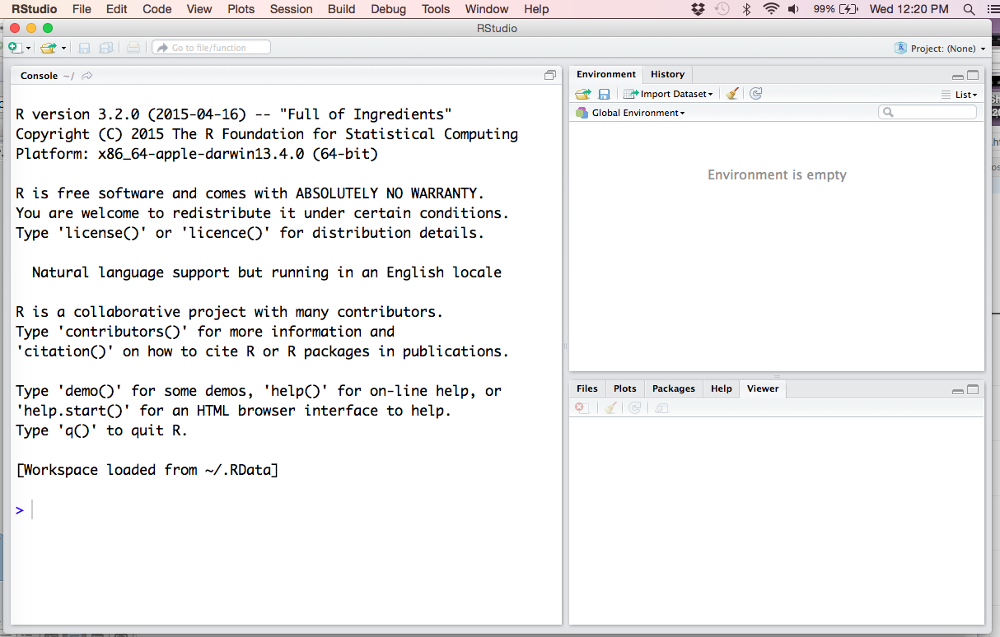 RStudio File Edit Code View Plots Session Build Debug Tools Window Help 99% Wed 12:20 PM
RStudio
Go to file/function Project: (None)
Console ~/
R version 3.2.0 (2015-04-16) -- "Full of Ingredients"
Copyright (C) 2015 The R Foundation for Statistical Computing
Platform: x86_64-apple-darwin13.4.0 (64-bit)
R is free software and comes with ABSOLUTELY NO WARRANTY.
You are welcome to redistribute it under certain conditions.
Type 'license()' or 'licence()' for distribution details.
Natural language support but running in an English locale
R is a collaborative project with many contributors.
Type 'contributors()' for more information and
'citation()' on how to cite R or R packages in publications.
Type 'demo()' for some demos, 'help()' for on-line help, or
'help.start()' for an HTML browser interface to help.
Type 'q()' to quit R.
[Workspace loaded from ~/.RData]
>
Environment History
Import Dataset List
Global Environment
Environment is empty
Files Plots Packages Help Viewer